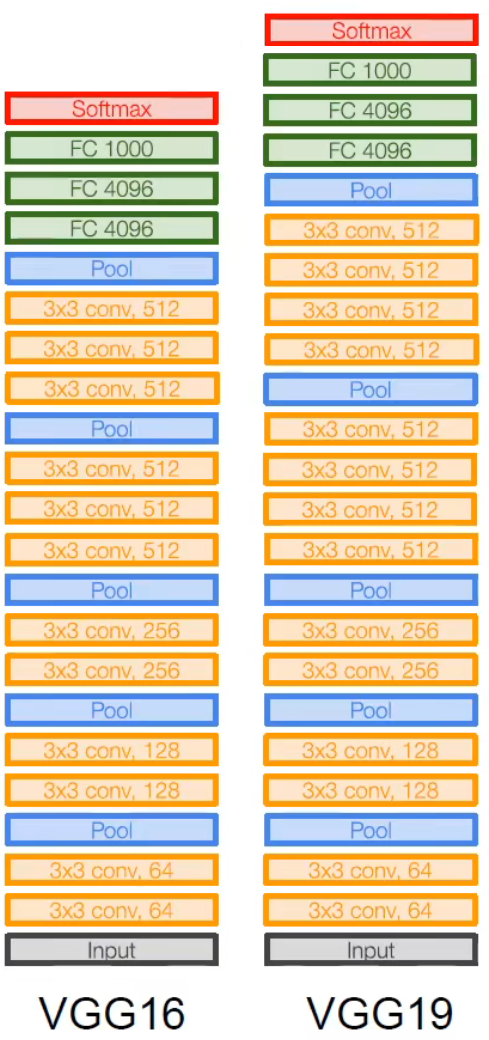 Softmax
FC 1000
FC 4096
FC 4096
Pool
3x3 conv, 512
3x3 conv, 512
3x3 conv, 512
Pool
3x3 conv, 512
3x3 conv, 512
3x3 conv, 512
Pool
3x3 conv, 256
3x3 conv, 256
Pool
3x3 conv, 128
3x3 conv, 128
Pool
3x3 conv, 64
3x3 conv, 64
Input
VGG16
Softmax
FC 1000
FC 4096
FC 4096
Pool
3x3 conv, 512
3x3 conv, 512
3x3 conv, 512
3x3 conv, 512
Pool
3x3 conv, 512
3x3 conv, 512
3x3 conv, 512
3x3 conv, 512
Pool
3x3 conv, 256
3x3 conv, 256
Pool
3x3 conv, 128
3x3 conv, 128
Pool
3x3 conv, 64
3x3 conv, 64
Input
VGG19